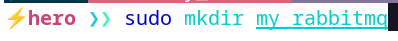 ⚡hero ❯❯ sudo mkdir my_rabbitmq